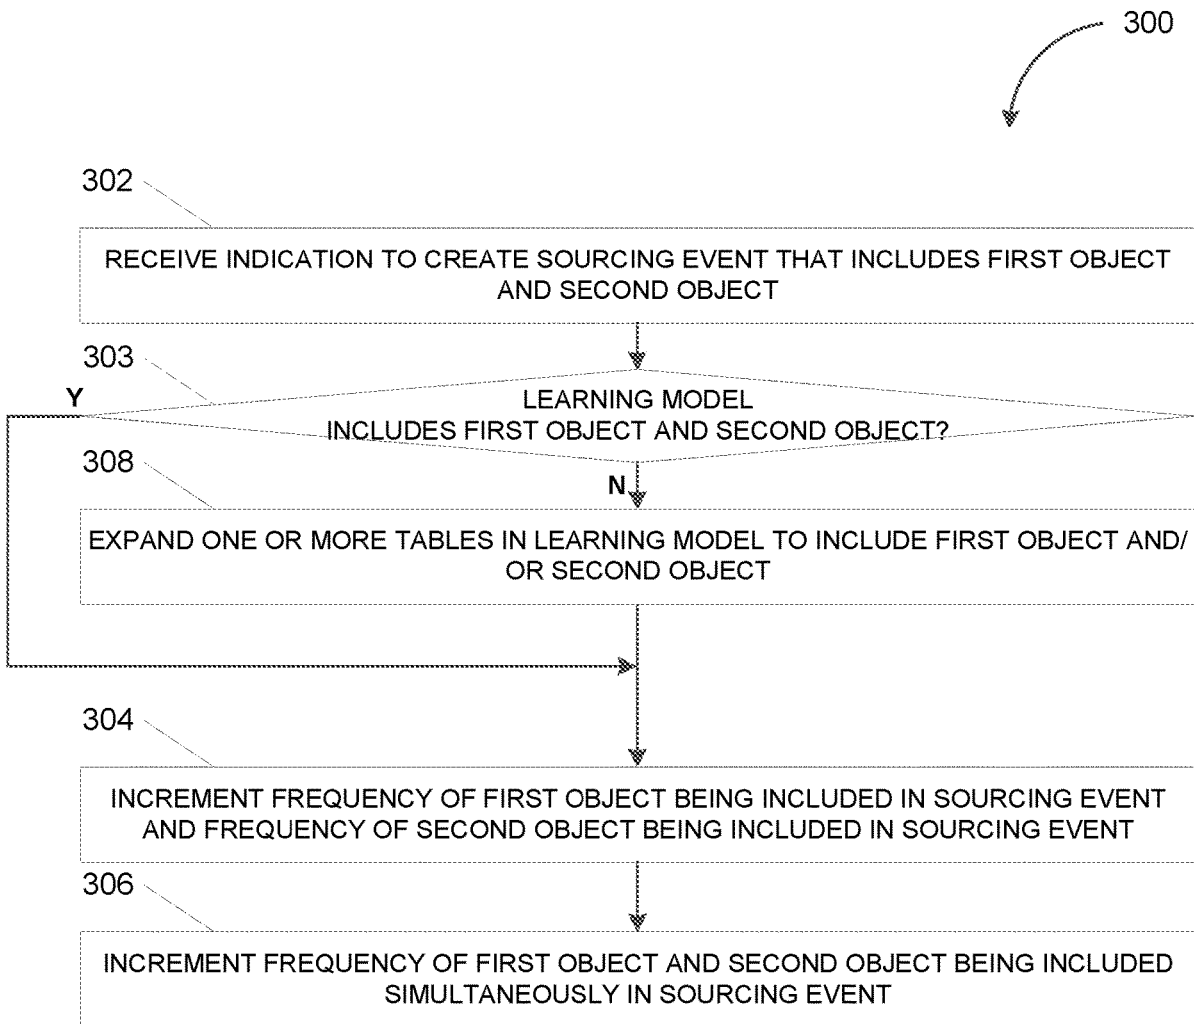 300
302
RECEIVE INDICATION TO CREATE SOURCING EVENT THAT INCLUDES FIRST OBJECT
AND SECOND OBJECT
303
Y
LEARNING MODEL
INCLUDES FIRST OBJECT AND SECOND OBJECT?
308
N
EXPAND ONE OR MORE TABLES IN LEARNING MODEL TO INCLUDE FIRST OBJECT AND/
OR SECOND OBJECT
304
INCREMENT FREQUENCY OF FIRST OBJECT BEING INCLUDED IN SOURCING EVENT
AND FREQUENCY OF SECOND OBJECT BEING INCLUDED IN SOURCING EVENT
306
INCREMENT FREQUENCY OF FIRST OBJECT AND SECOND OBJECT BEING INCLUDED
SIMULTANEOUSLY IN SOURCING EVENT